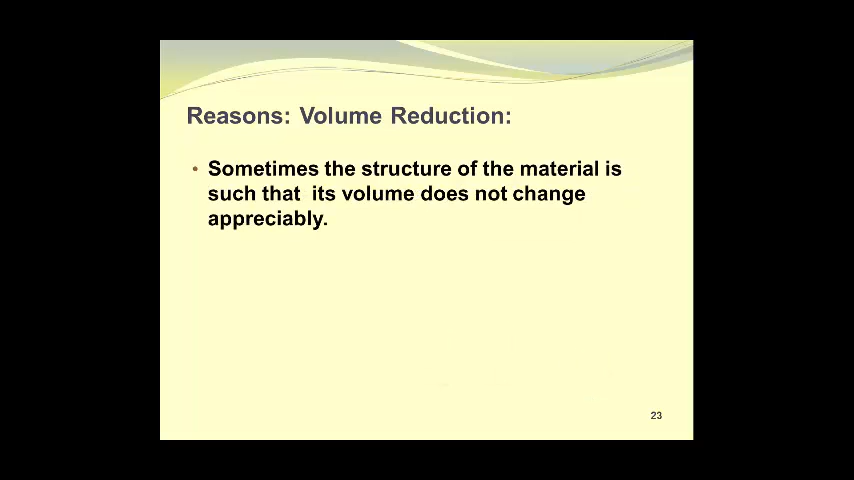 Reasons: Volume Reduction:
• Sometimes the structure of the material is
such that  its volume does not change
appreciably.
23